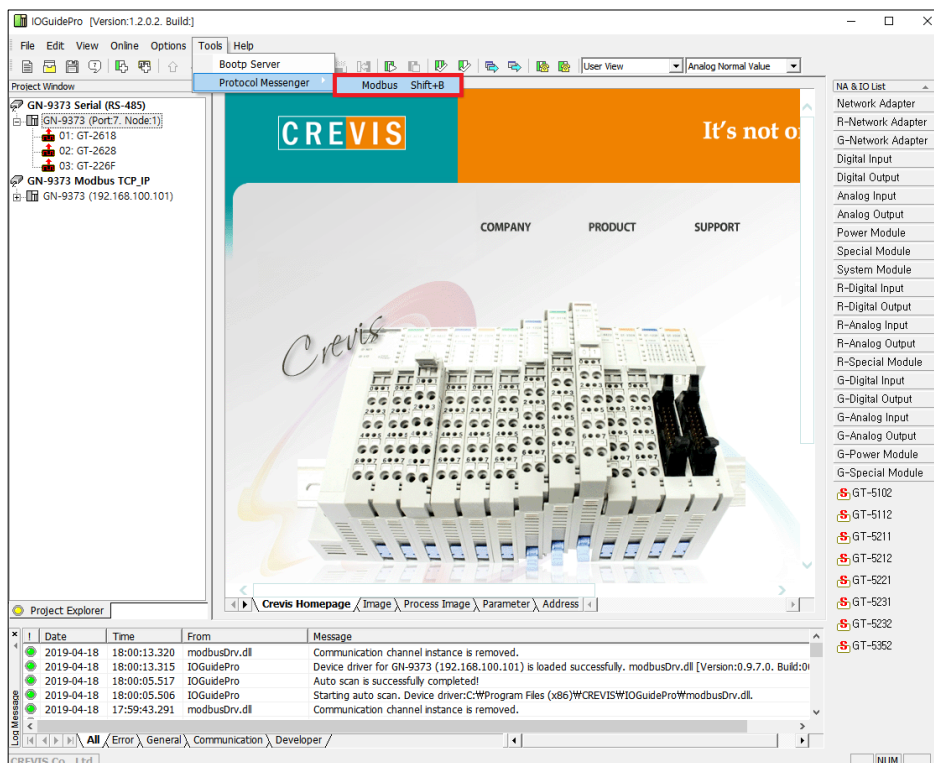 IOGuidePro [Version:1.2.0.2. Build:]
File Edit View Online Options Tools Help
Bootp Server
Protocol Messenger
Modbus Shift+B
User View
Analog Normal Value
Project Window
GN-9373 Serial (RS-485)
GN-9373 (Port:7. Node:1)
01: GT-2618
02: GT-2628
03: GT-226F
GN-9373 Modbus TCP_IP
GN-9373 (192.168.100.101)
Project Explorer
CREVIS
It's not o
COMPANY PRODUCT SUPPORT
Crevis
Crevis Homepage Image Process Image Parameter Address
NA & IO List
Network Adapter
R-Network Adapter
G-Network Adapter
Digital Input
Digital Output
Analog Input
Analog Output
Power Module
Special Module
System Module
R-Digital Input
R-Digital Output
R-Analog Input
R-Analog Output
R-Special Module
G-Digital Input
G-Digital Output
G-Analog Input
G-Analog Output
G-Power Module
G-Special Module
GT-5102
GT-5112
GT-5211
GT-5212
GT-5221
GT-5231
GT-5232
GT-5352
! Date Time From Message
2019-04-18 18:00:13.320 modbusDrv.dll Communication channel instance is removed.
2019-04-18 18:00:13.315 IOGuidePro Device driver for GN-9373 (192.168.100.101) is loaded successfully. modbusDrv.dll [Version:0.9.7.0. Build:0
2019-04-18 18:00:05.517 IOGuidePro Auto scan is successfully completed!
2019-04-18 18:00:05.506 IOGuidePro Starting auto scan. Device driver:C:₩Program Files (x86)₩CREVIS₩IOGuidePro₩modbusDrv.dll.
2019-04-18 17:59:43.291 modbusDrv.dll Communication channel instance is removed.
Log Message
All Error General Communication Developer
CREVIS Co., Ltd.
NUM